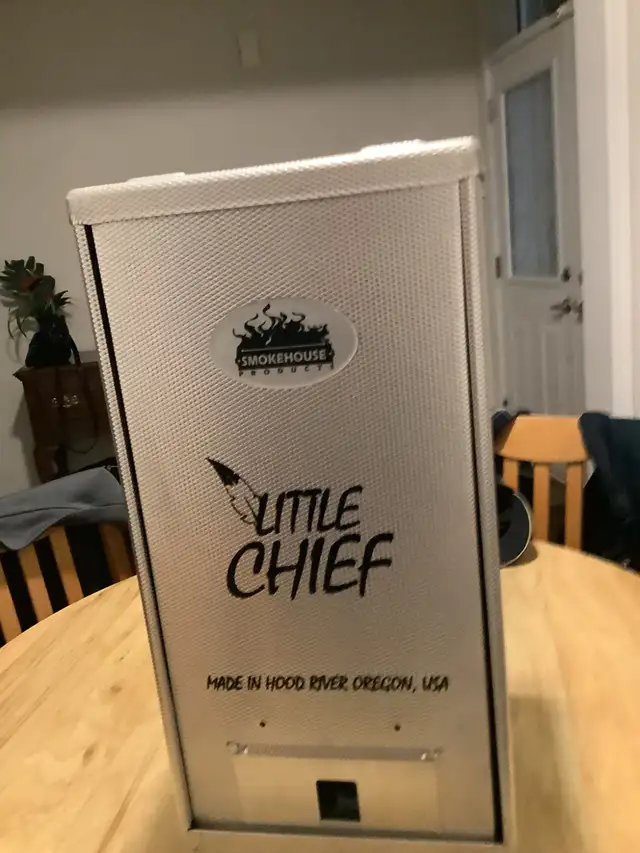 SMOKEHOUSE
PRODUCTS
LITTLE
CHIEF
MADE IN HOOD RIVER OREGON, USA